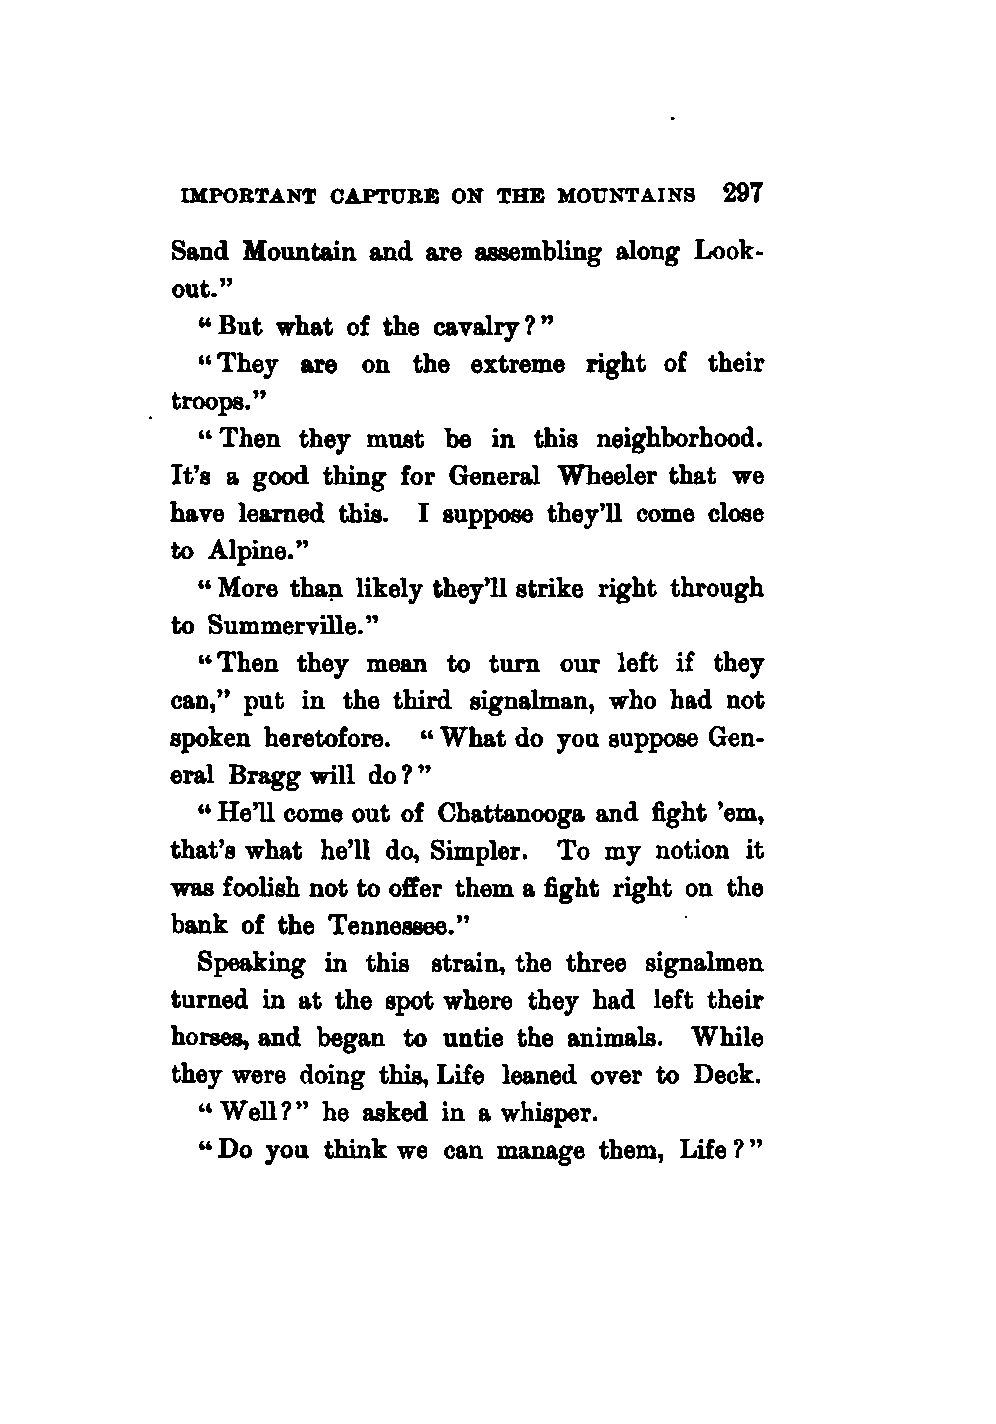 IMPORTANT CAPTURE ON THE MOUNTAINS 297
Sand Mountain and are assembling along Look-
out."
"But what of the cavalry?"
"They are on the extreme right of their
troops."
"Then they must be in this neighborhood.
It's a good thing for General Wheeler that we
have learned this. I suppose they'll come close
to Alpine."
"More than likely they'll strike right through
to Summerville."
"Then they mean to turn our left if they
can," put in the third signalman, who had not
spoken heretofore. "What do you suppose Gen-
eral Bragg will do?"
"He'll come out of Chattanooga and fight 'em,
that's what he'll do, Simpler. To my notion it
was foolish not to offer them a fight right on the
bank of the Tennessee."
Speaking in this strain, the three signalmen
turned in at the spot where they had left their
horses, and began to untie the animals. While
they were doing this, Life leaned over to Deck.
"Well?" he asked in a whisper.
"Do you think we can manage them, Life?"